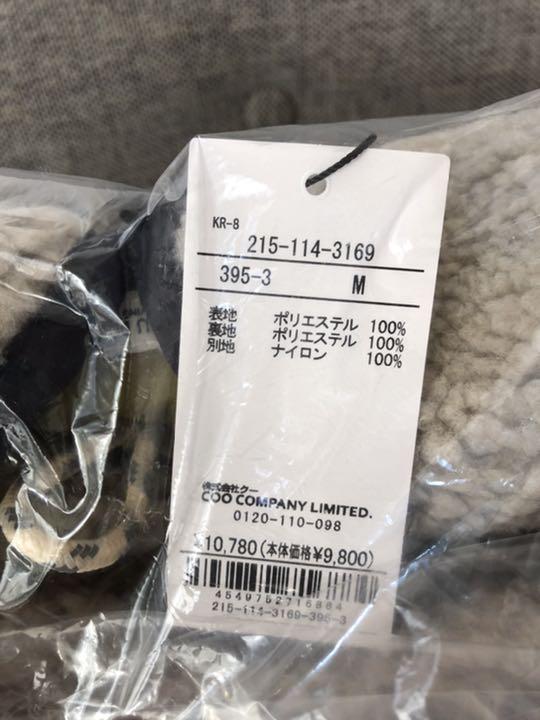 KR-8
215-114-3169
395-3 M
表地 ポリエステル 100%
裏地 ポリエステル 100%
別地 ナイロン 100%
株式会社クー
COO COMPANY LIMITED.
0120-110-098
¥10,780(本体価格¥9,800)
4549752716884
215-114-3169-395-3